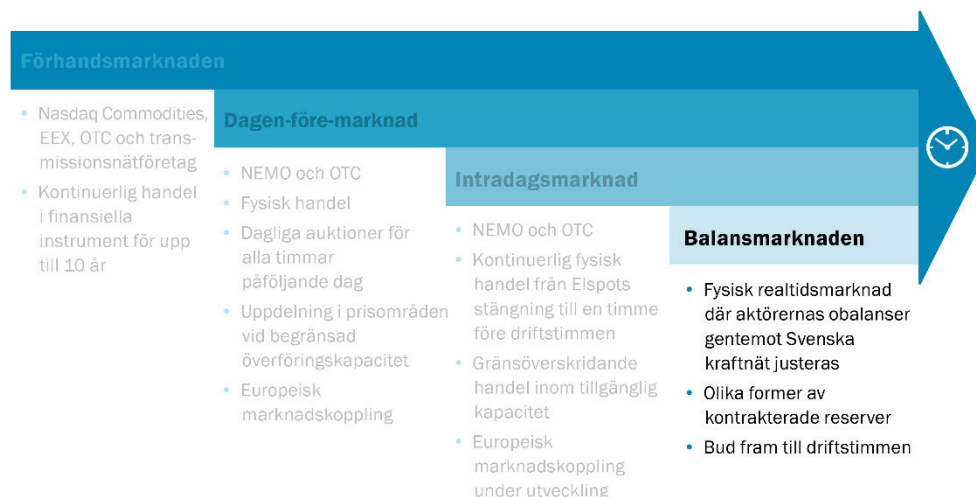 Förhandsmarknaden
• Nasdaq Commodities,
EEX, OTC och trans-
missionsnätföretag
• Kontinuerlig handel
i finansiella
instrument för upp
till 10 år
Dagen-före-marknad
• NEMO och OTC
• Fysisk handel
• Dagliga auktioner för
alla timmar
påföljande dag
• Uppdelning i prisområden
vid begränsad
överföringskapacitet
• Europeisk
marknadskoppling
Intradagsmarknad
• NEMO och OTC
• Kontinuerlig fysisk
handel från Elspots
stängning till en timme
före driftstimmen
• Gränsöverskridande
handel inom tillgänglig
kapacitet
• Europeisk
marknadskoppling
under utveckling
Balansmarknaden
• Fysisk realtidsmarknad
där aktörernas obalanser
gentemot Svenska
kraftnät justeras
• Olika former av
kontrakterade reserver
• Bud fram till driftstimmen